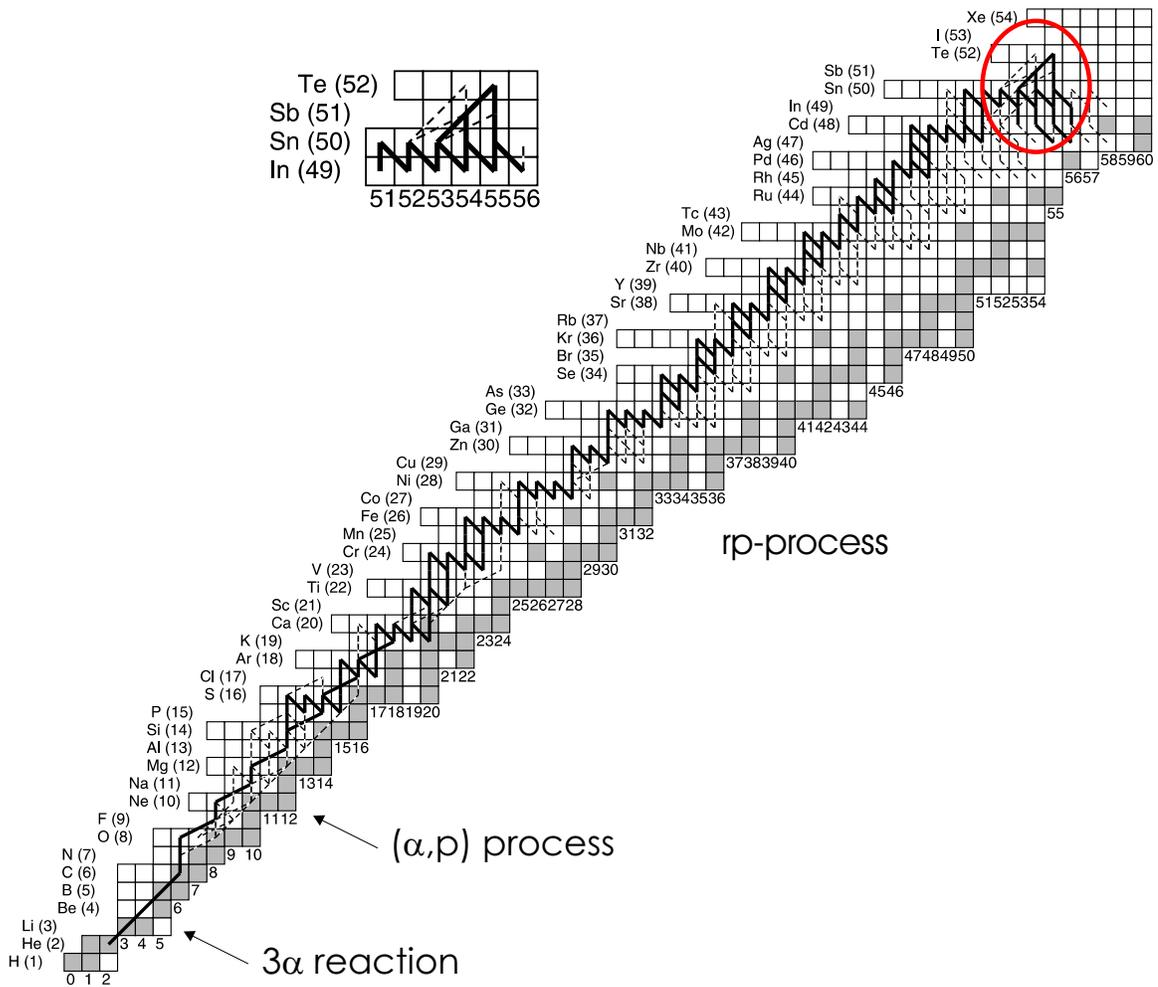 Xe (54)
I (53)
Te (52)
Sb (51)
Sn (50)
In (49)
Cd (48)
Ag (47)
Pd (46)
Rh (45)
Ru (44)
Tc (43)
Mo (42)
Nb (41)
Zr (40)
Y (39)
Sr (38)
Rb (37)
Kr (36)
Br (35)
Se (34)
As (33)
Ge (32)
Ga (31)
Zn (30)
Cu (29)
Ni (28)
Co (27)
Fe (26)
Mn (25)
Cr (24)
V (23)
Ti (22)
Sc (21)
Ca (20)
K (19)
Ar (18)
Cl (17)
S (16)
P (15)
Si (14)
Al (13)
Mg (12)
Na (11)
Ne (10)
F (9)
O (8)
N (7)
C (6)
B (5)
Be (4)
Li (3)
He (2)
H (1)
0 1 2
3 4 5
6
7
8
9 10
1112
1314
1516
17181920
2122
2324
25262728
2930
3132
33343536
37383940
41424344
4546
47484950
51525354
55
5657
585960
Te (52)
Sb (51)
Sn (50)
In (49)
515253545556
rp-process
(α,p) process
3α reaction